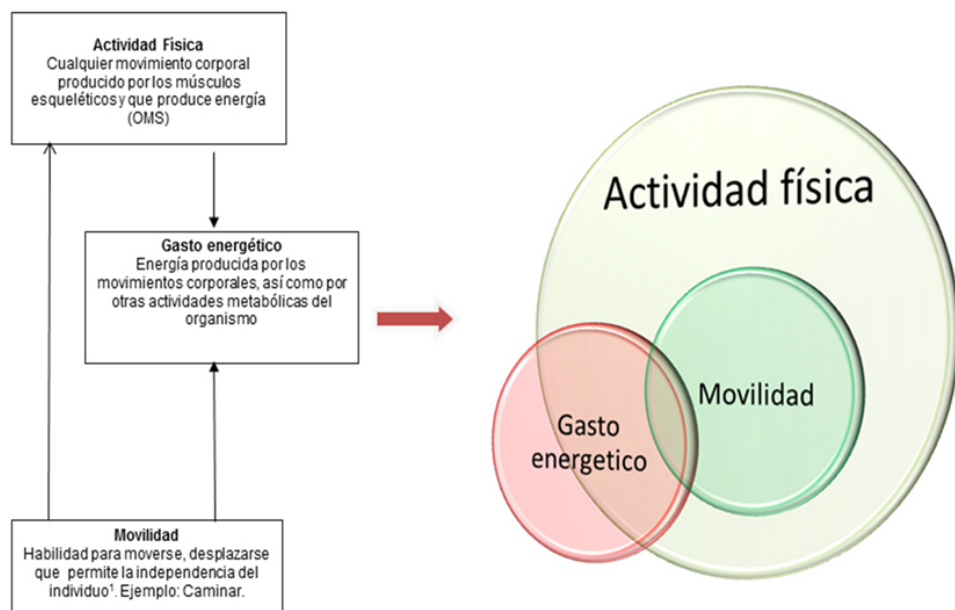 Actividad Física
Cualquier movimiento corporal
producido por los músculos
esqueléticos y que produce energía
(OMS)
Gasto energético
Energía producida por los
movimientos corporales, así como por
otras actividades metabólicas del
organismo
Movilidad
Habilidad para moverse, desplazarse
que permite la independencia del
individuo¹. Ejemplo: Caminar.
Actividad física
Movilidad
Gasto
energetico